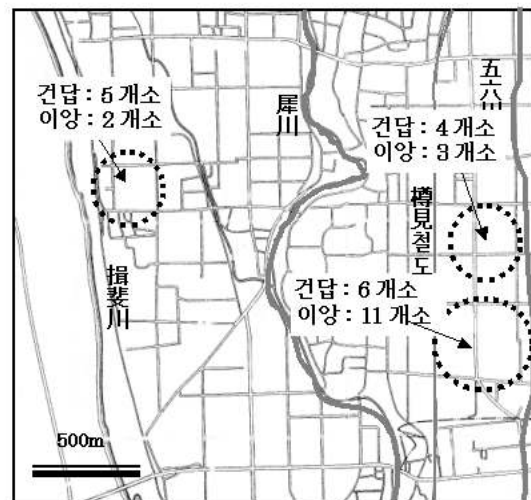 건답 : 5 개소
이앙 : 2 개소
犀川
五六川
건답 : 4 개소
이앙 : 3 개소
樽見철도
揖斐川
건답 : 6 개소
이앙 : 11 개소
500m